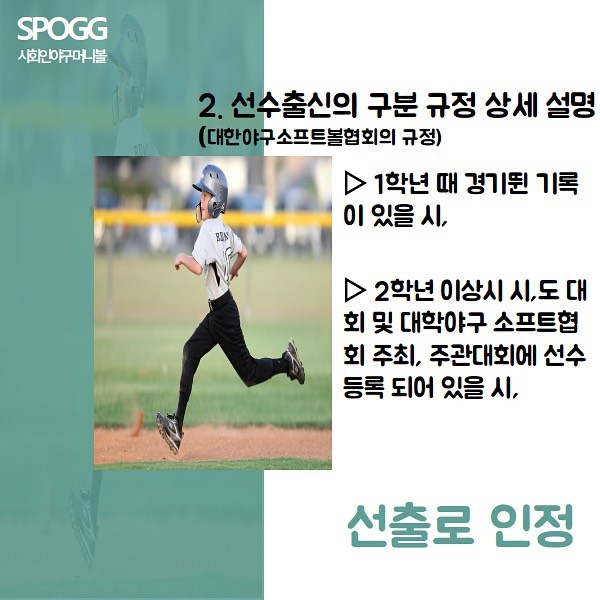 SPOGG
사회인야구머니볼
2. 선수출신의 구분 규정 상세 설명
(대한야구소프트볼협회의 규정)
▷ 1학년 때 경기뛴 기록
이 있을 시,
▷ 2학년 이상시 시,도 대
회 및 대학야구 소프트협
회 주최, 주관대회에 선수
등록 되어 있을 시,
선출로 인정